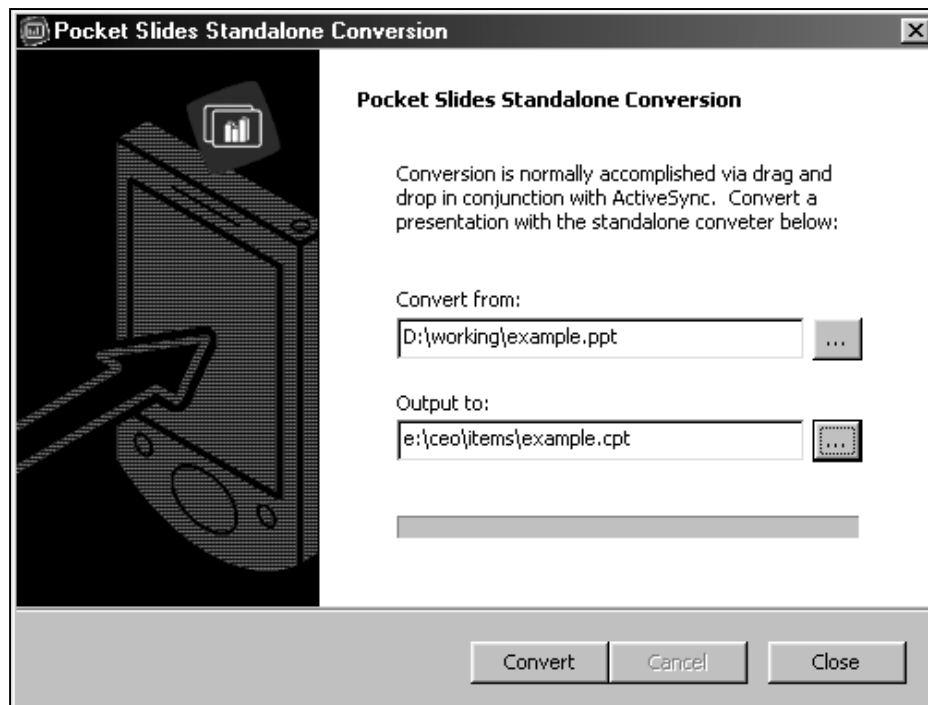 Pocket Slides Standalone Conversion
Pocket Slides Standalone Conversion
Conversion is normally accomplished via drag and
drop in conjunction with ActiveSync.  Convert a
presentation with the standalone conveter below:
Convert from:
D:\working\example.ppt
...
Output to:
e:\ceo\items\example.cpt
...
Convert
Cancel
Close